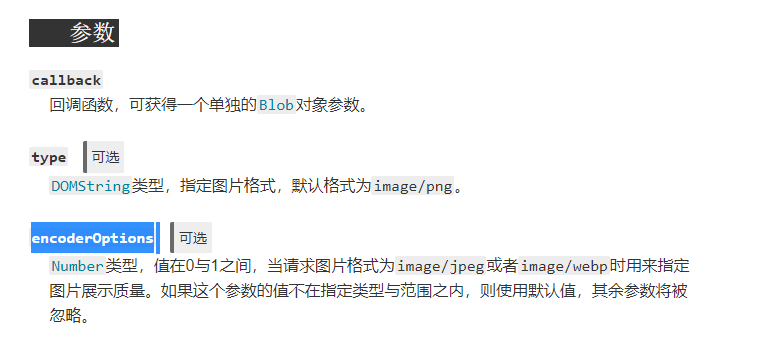 参数
callback
回调函数，可获得一个单独的Blob对象参数。
type 可选
DOMString类型，指定图片格式，默认格式为image/png。
encoderOptions 可选
Number类型，值在0与1之间，当请求图片格式为image/jpeg或者image/webp时用来指定
图片展示质量。如果这个参数的值不在指定类型与范围之内，则使用默认值，其余参数将被
忽略。